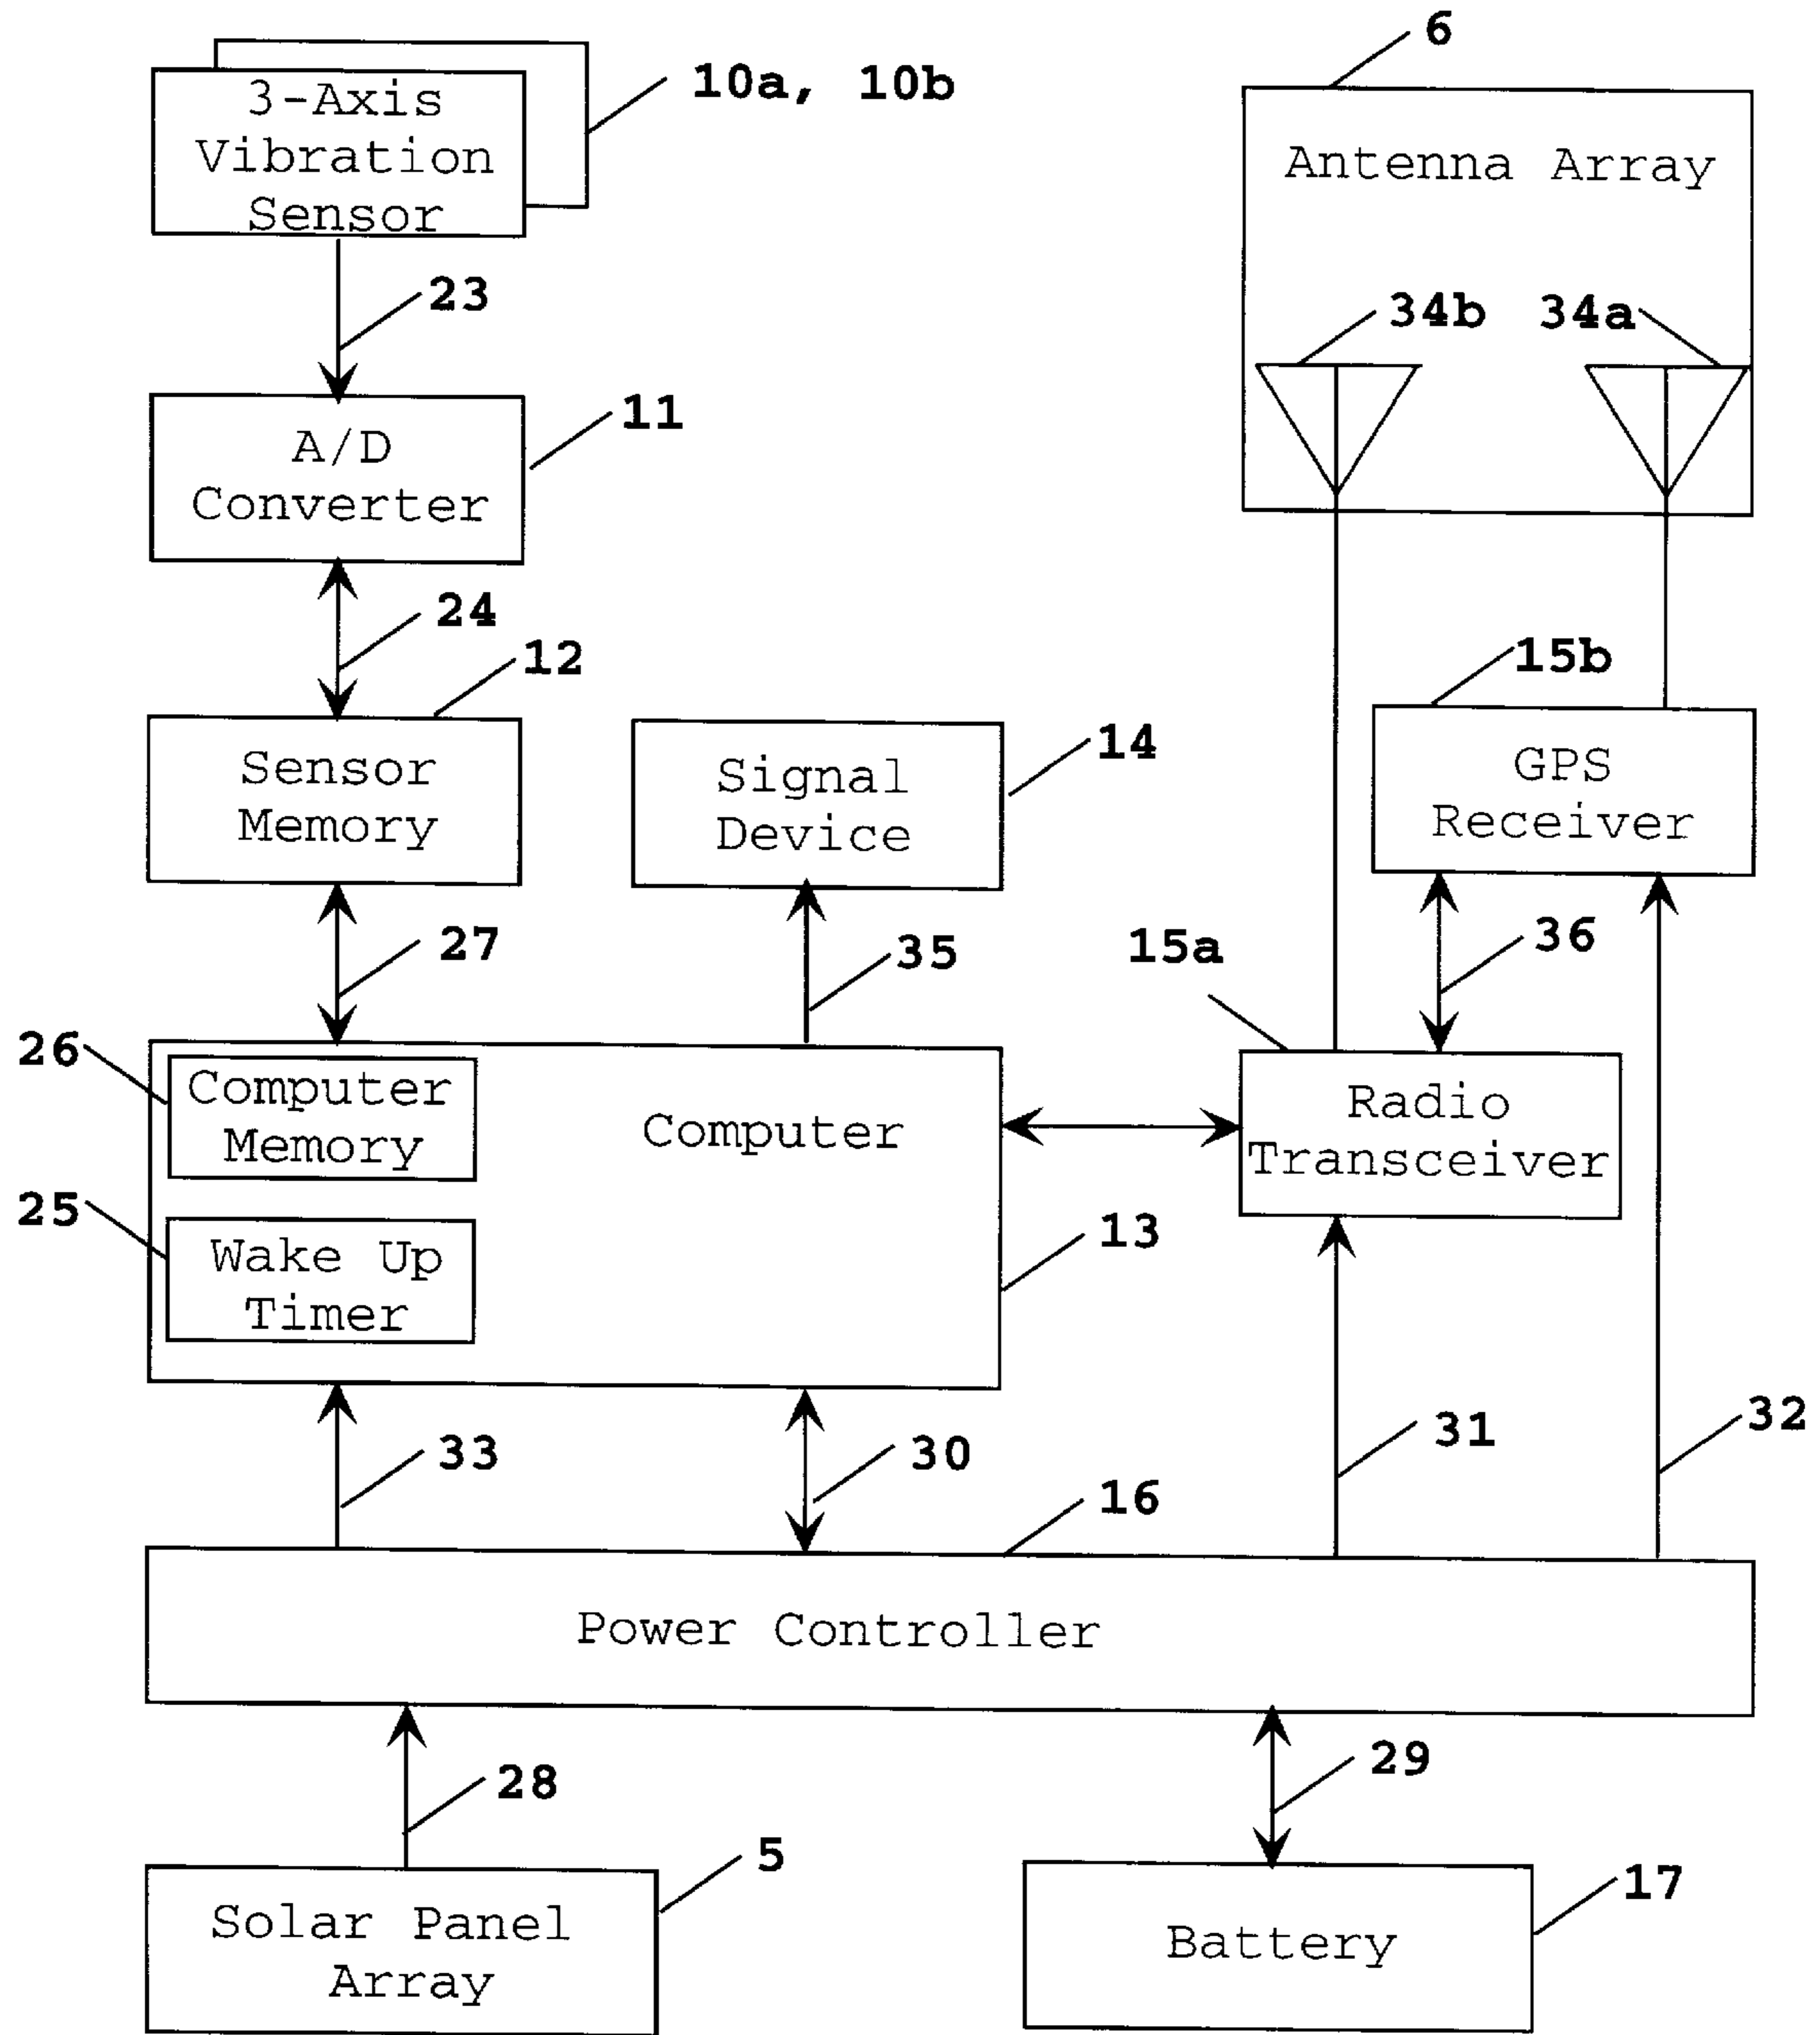 6
10a, 10b
3-Axis
Vibration
Sensor
Antenna Array
23
34b
34a
11
A/D
Converter
24
12
15b
Sensor
Memory
Signal
Device
14
GPS
Receiver
27
35
15a
36
26
Computer
Memory
Computer
Radio
Transceiver
25
Wake Up
Timer
13
33
30
31
32
16
Power Controller
28
29
5
17
Solar Panel
Array
Battery